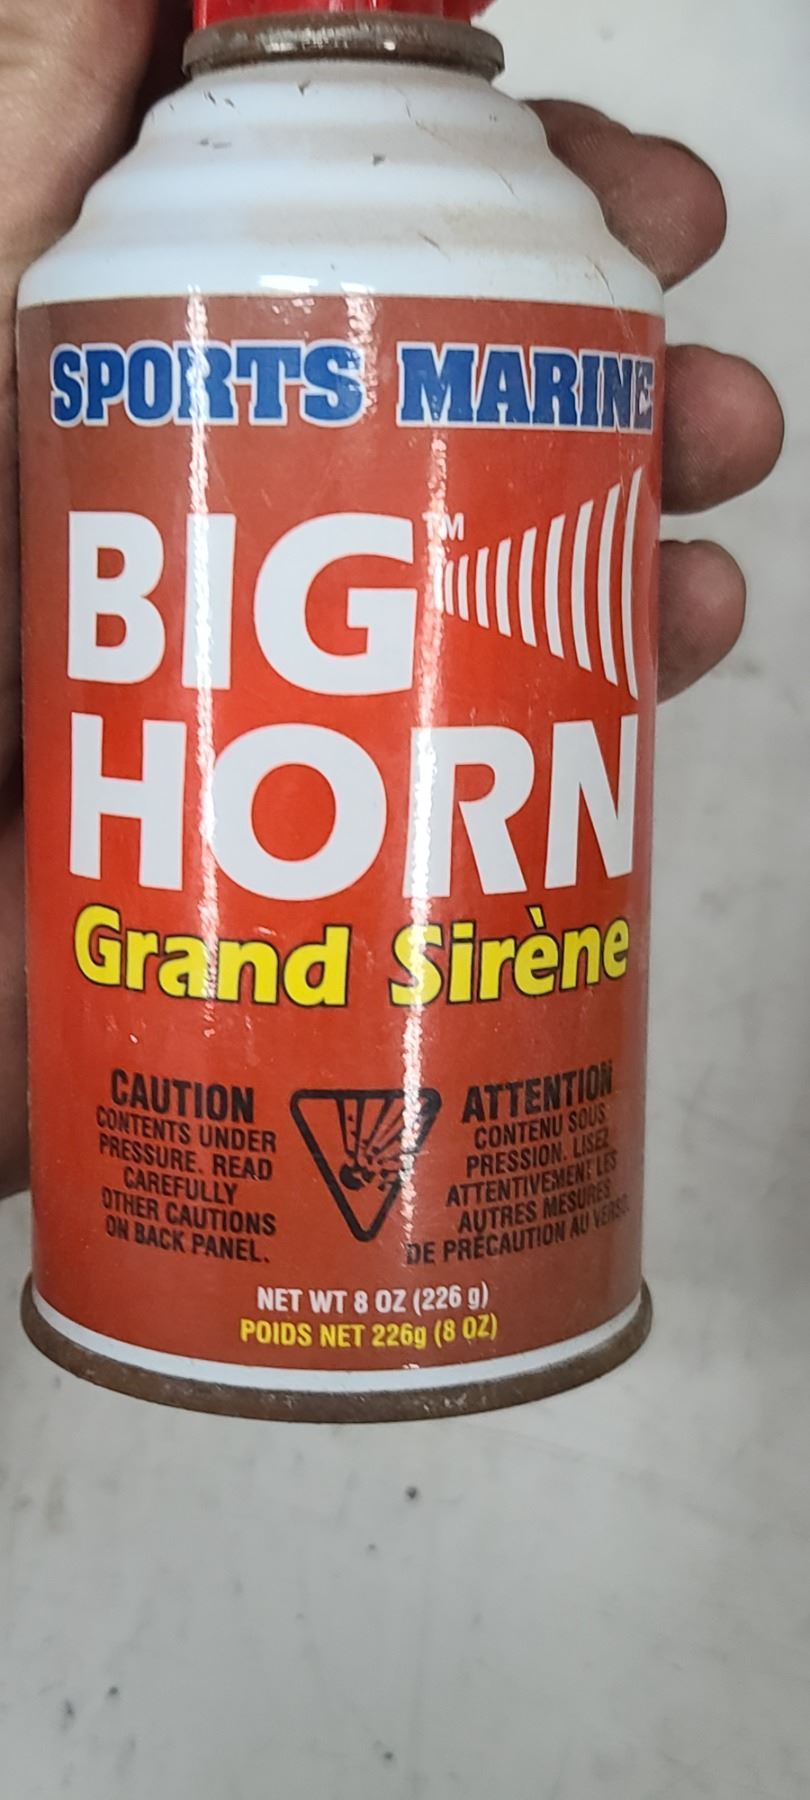 SPORTS MARINE
BIG™
HORN
Grand Sirène
CAUTION
CONTENTS UNDER
PRESSURE. READ
CAREFULLY
OTHER CAUTIONS
ON BACK PANEL.
ATTENTION
CONTENU SOUS
PRESSION. LISEZ
ATTENTIVEMENT LES
AUTRES MESURES
DE PRÉCAUTION AU VERSO.
NET WT 8 OZ (226 g)
POIDS NET 226g (8 OZ)